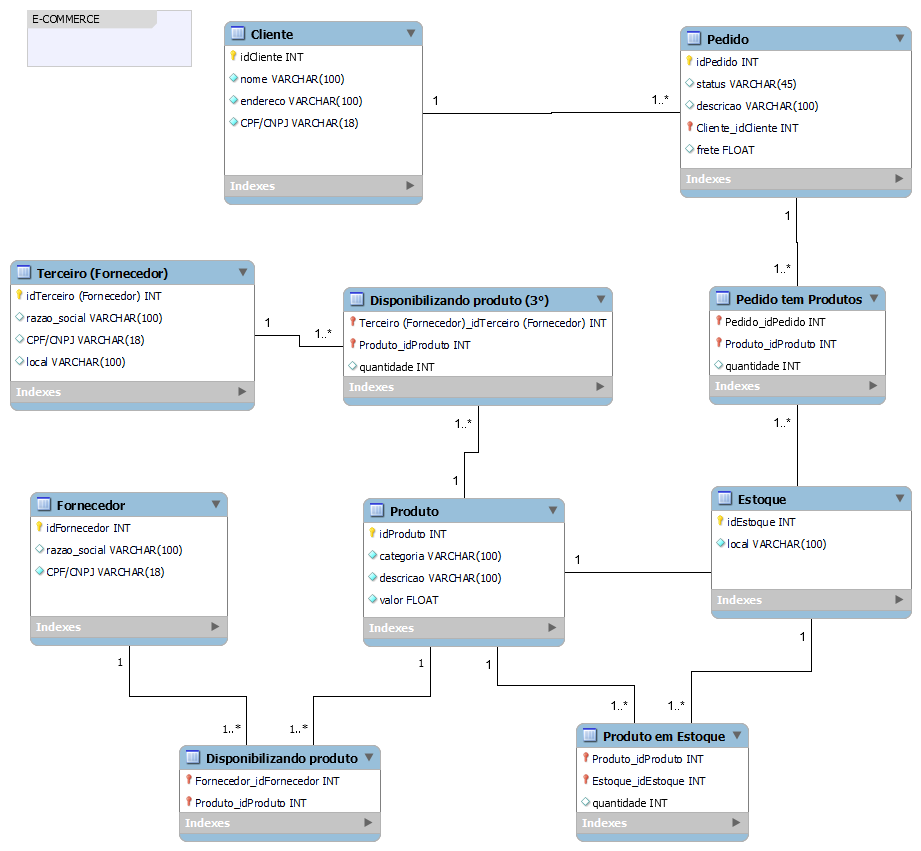 E-COMMERCE
Cliente
idCliente INT
nome VARCHAR(100)
endereco VARCHAR(100)
CPF/CNPJ VARCHAR(18)
Indexes
1
1..*
Pedido
idPedido INT
status VARCHAR(45)
descricao VARCHAR(100)
Cliente_idCliente INT
frete FLOAT
Indexes
1
1..*
Terceiro (Fornecedor)
idTerceiro (Fornecedor) INT
razao_social VARCHAR(100)
CPF/CNPJ VARCHAR(18)
local VARCHAR(100)
Indexes
1
1..*
Disponibilizando produto (3º)
Terceiro (Fornecedor)_idTerceiro (Fornecedor) INT
Produto_idProduto INT
quantidade INT
Indexes
1..*
1
Pedido tem Produtos
Pedido_idPedido INT
Produto_idProduto INT
quantidade INT
Indexes
1..*
Fornecedor
idFornecedor INT
razao_social VARCHAR(100)
CPF/CNPJ VARCHAR(18)
Indexes
1
1..*
Produto
idProduto INT
categoria VARCHAR(100)
descricao VARCHAR(100)
valor FLOAT
Indexes
1
1
1..*
1
1..*
Estoque
idEstoque INT
local VARCHAR(100)
Indexes
1
1..*
Disponibilizando produto
Fornecedor_idFornecedor INT
Produto_idProduto INT
Indexes
Produto em Estoque
Produto_idProduto INT
Estoque_idEstoque INT
quantidade INT
Indexes